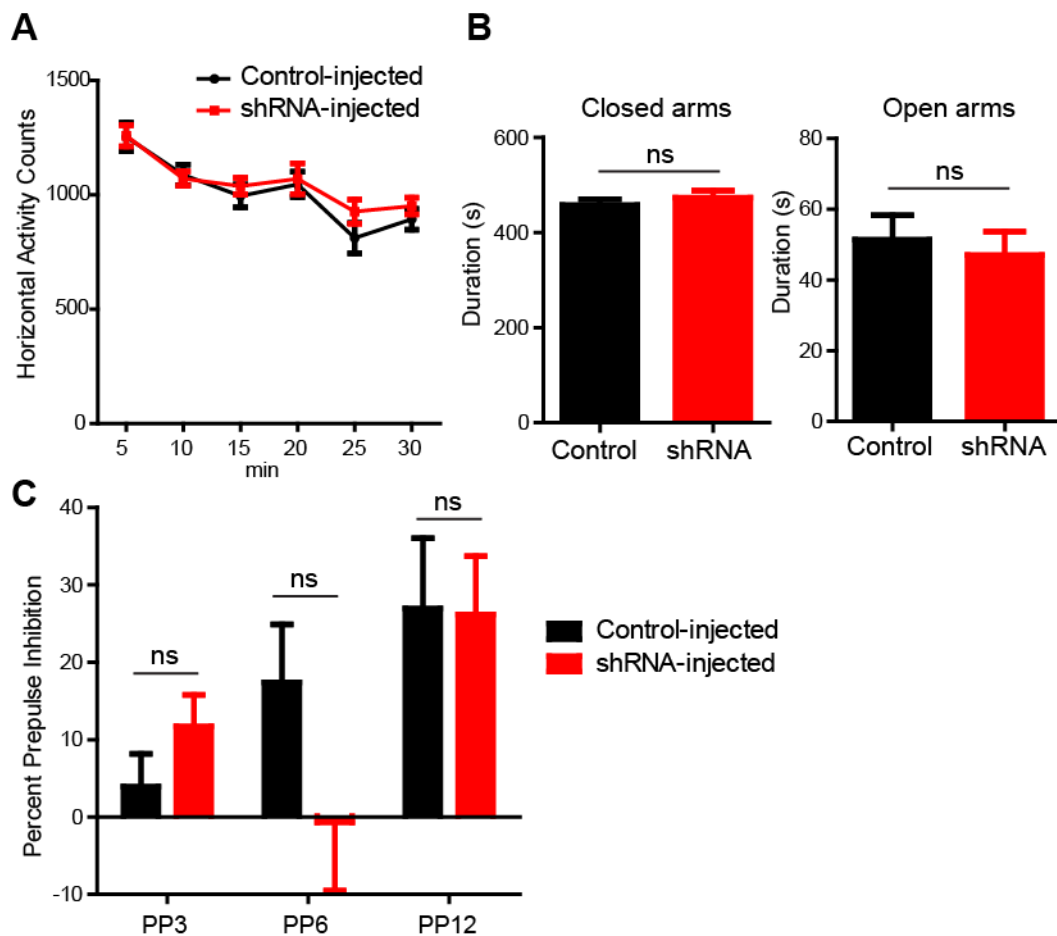 A
Control-injected
shRNA-injected
Horizontal Activity Counts
1500
1000
500
0
5 10 15 20 25 30
min
B
Closed arms
ns
Duration (s)
600
400
200
0
Control shRNA
Open arms
ns
Duration (s)
80
60
40
20
0
Control shRNA
C
Percent Prepulse Inhibition
40
30
20
10
0
-10
ns
ns
ns
PP3 PP6 PP12
Control-injected
shRNA-injected